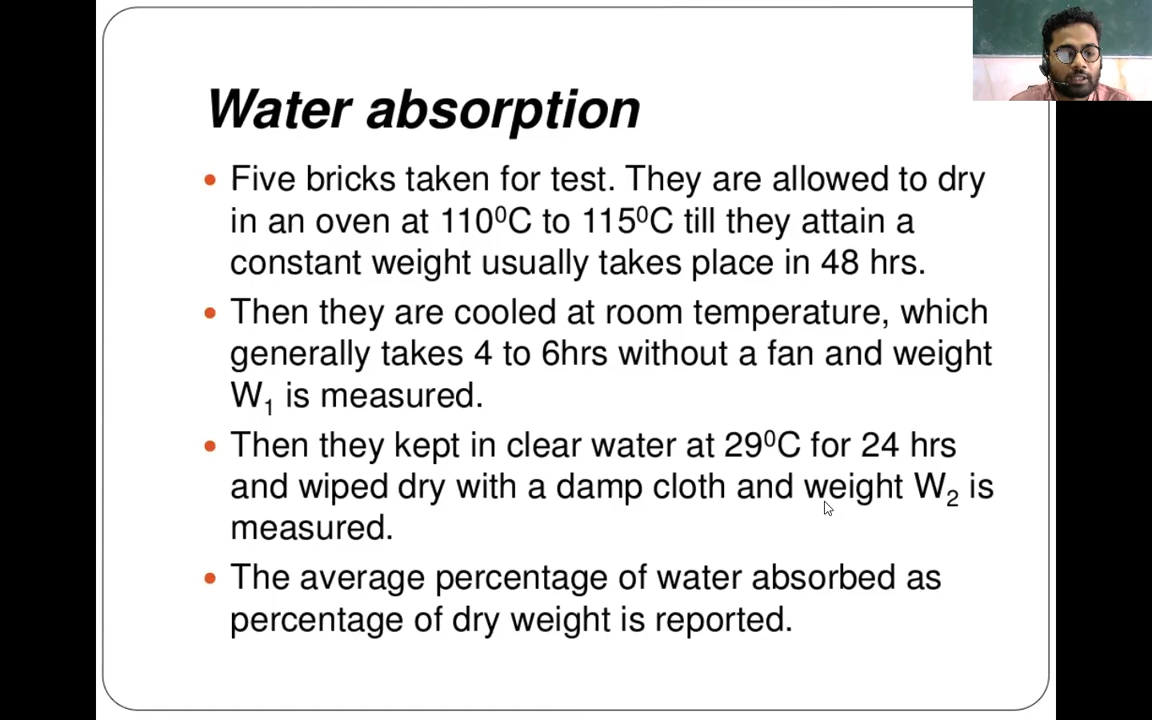 Water absorption
• Five bricks taken for test. They are allowed to dry
in an oven at 110⁰C to 115⁰C till they attain a
constant weight usually takes place in 48 hrs.
• Then they are cooled at room temperature, which
generally takes 4 to 6hrs without a fan and weight
W₁ is measured.
• Then they kept in clear water at 29⁰C for 24 hrs
and wiped dry with a damp cloth and weight W₂ is
measured.
• The average percentage of water absorbed as
percentage of dry weight is reported.